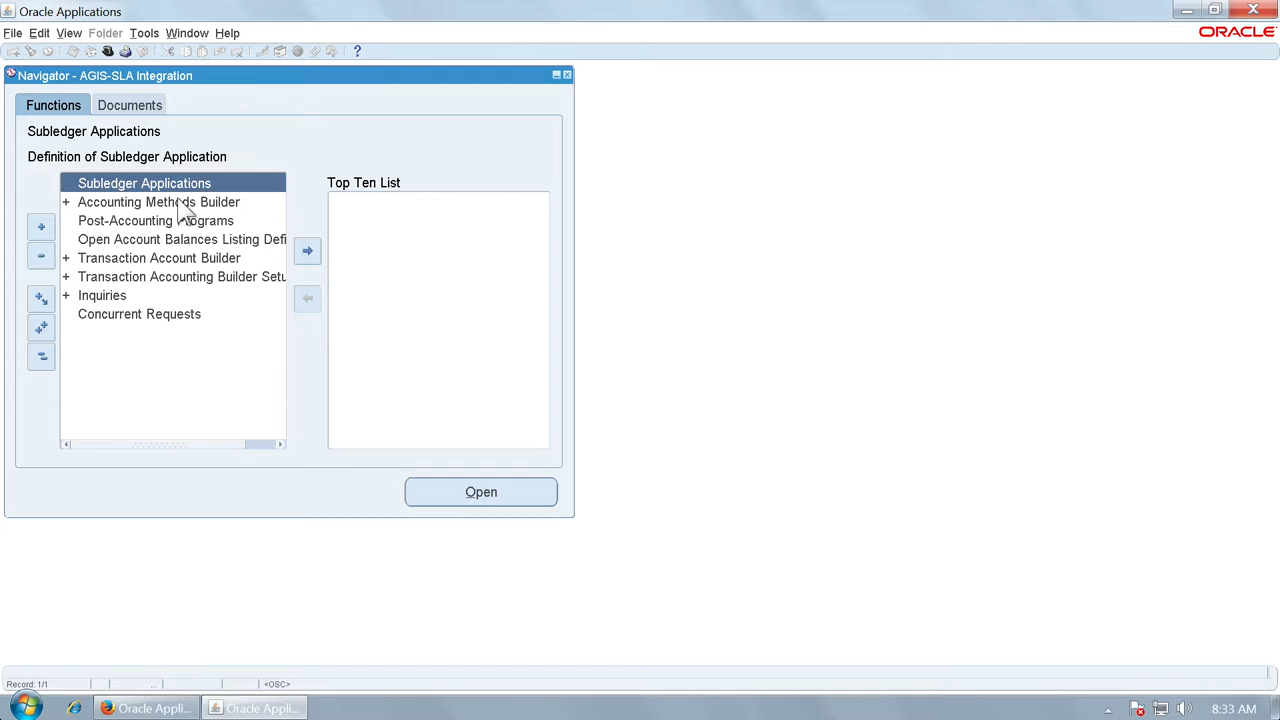 Oracle Applications
File Edit View Folder Tools Window Help
ORACLE
?
Navigator - AGIS-SLA Integration
Functions Documents
Subledger Applications
Definition of Subledger Application
Subledger Applications
+ Accounting Methods Builder
Post-Accounting Programs
Open Account Balances Listing Defi
+ Transaction Account Builder
+ Transaction Accounting Builder Setu
+ Inquiries
Concurrent Requests
Top Ten List
Open
Record: 1/1 ... <OSC>
Oracle Appli... Oracle Appli... 8:33 AM